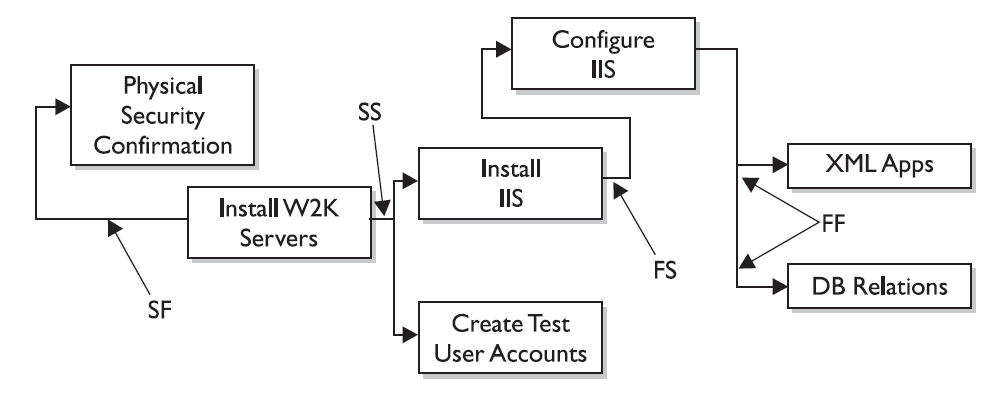 Configure
IIS
Physical
Security
Confirmation
SS
Install
IIS
XML Apps
Install W2K
Servers
FF
FS
SF
DB Relations
Create Test
User Accounts